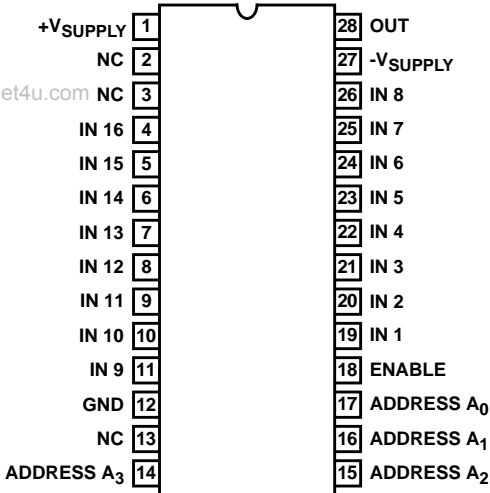 +VSUPPLY 1 28 OUT
NC 2 27 -VSUPPLY
et4u.com NC 3 26 IN 8
IN 16 4 25 IN 7
IN 15 5 24 IN 6
IN 14 6 23 IN 5
IN 13 7 22 IN 4
IN 12 8 21 IN 3
IN 11 9 20 IN 2
IN 10 10 19 IN 1
IN 9 11 18 ENABLE
GND 12 17 ADDRESS A0
NC 13 16 ADDRESS A1
ADDRESS A3 14 15 ADDRESS A2